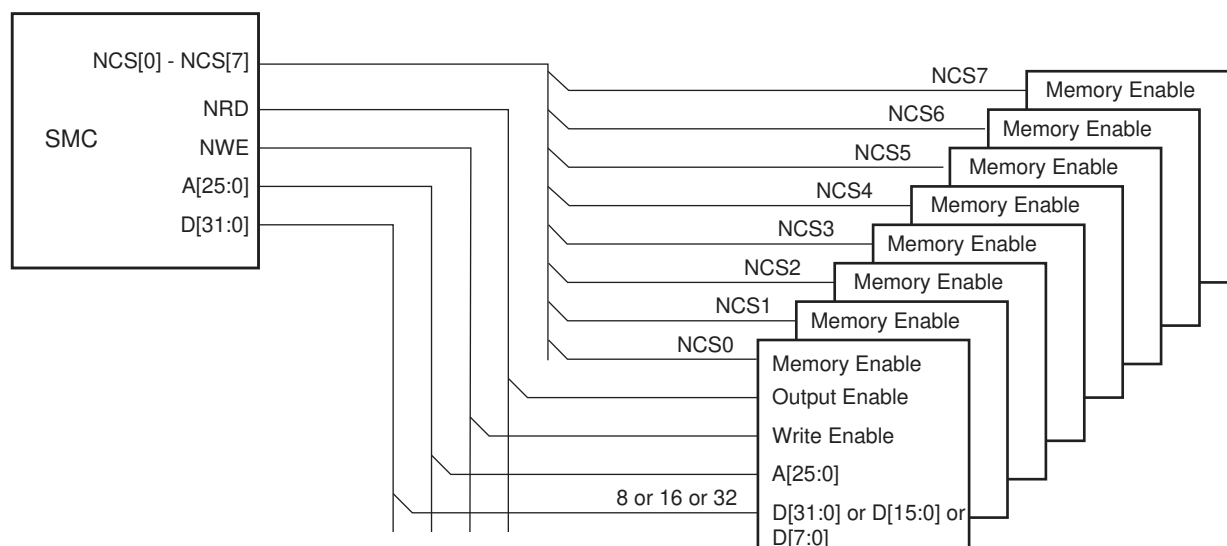 NCS[0] - NCS[7]
NRD
SMC
NWE
A[25:0]
D[31:0]
NCS7
Memory Enable
NCS6
Memory Enable
NCS5
Memory Enable
NCS4
Memory Enable
NCS3
Memory Enable
NCS2
Memory Enable
NCS1
Memory Enable
NCS0
Memory Enable
Output Enable
Write Enable
A[25:0]
8 or 16 or 32
D[31:0] or D[15:0] or
D[7:0]